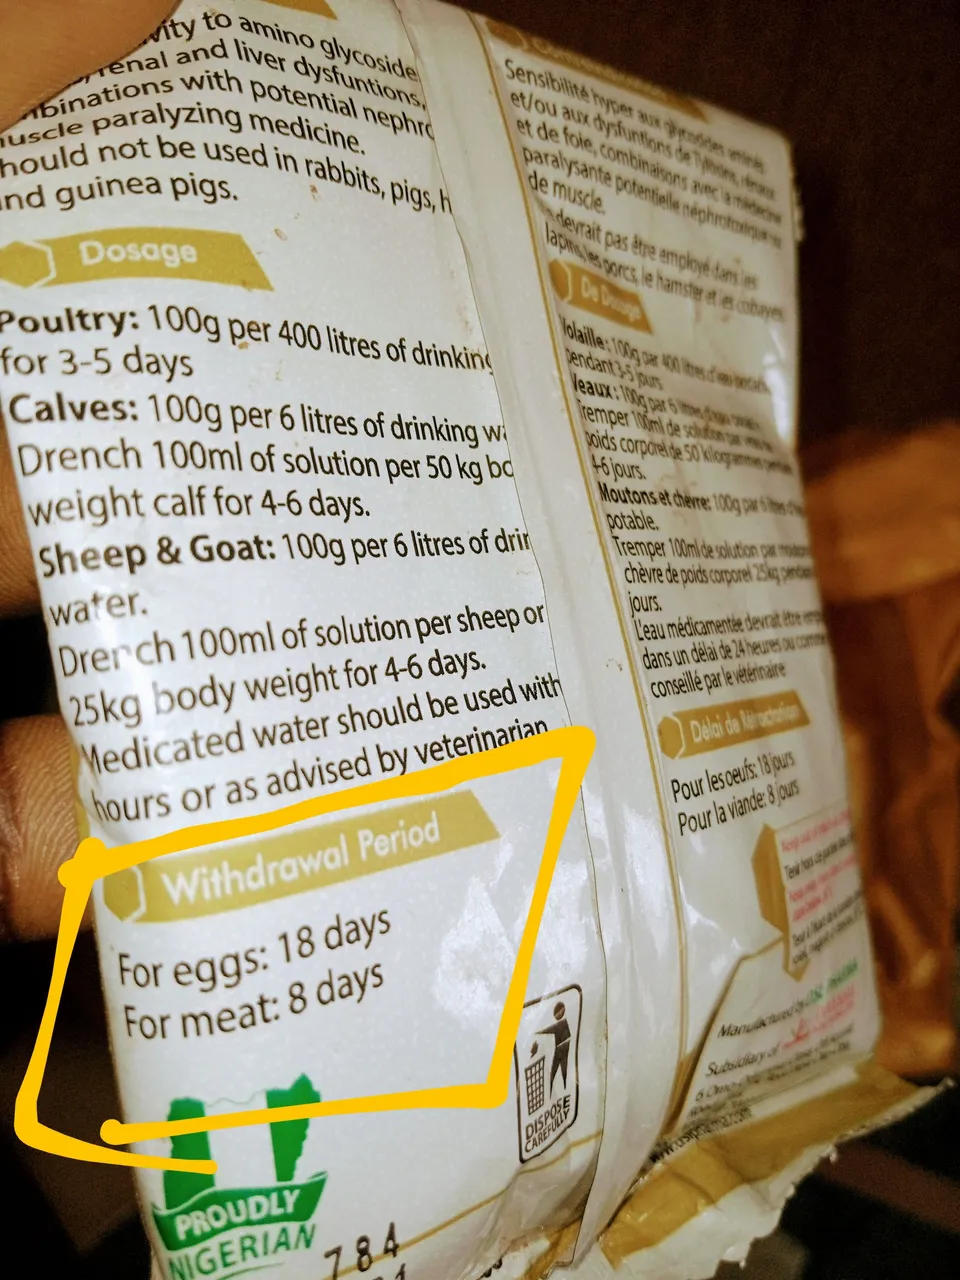 to amino glycoside
renal and liver dysfuntions,
with potential nephro
muscle paralyzing medicine.
hould not be used in rabbits, pigs, h
and guinea pigs.
Dosage
Poultry: 100g per 400 litres of drinking
for 3-5 days
Calves: 100g per 6 litres of drinking wa
Drench 100ml of solution per 50 kg bo
weight calf for 4-6 days.
Sheep & Goat: 100g per 6 litres of drin
water.
Drench 100ml of solution per sheep or
25kg body weight for 4-6 days.
Medicated water should be used with
hours or as advised by veterinarian
Withdrawal Period
For eggs: 18 days
For meat: 8 days
PROUDLY
NIGERIAN
784
DISPOSE
CAREFULLY
Sensibilité hyper aux glycosides aminés,
et/ou aux dysfuntions de
et de foie, combinaisons avec la médecine
paralysante potentielle néphrotoxique
de muscle.
devrait pas être employé dans les
lapins, les porcs, le hamster et les cobayes
De Dosage
Volaille: 100g par 400 litres d'eau
pendant 3-5 jours
Veaux: 100g par 6 litres
Tremper 100ml de solution par
poids corporel de 50 kilogrammes
4-6 jours.
Moutons et chèvre: 100g par 6 litres
potable.
Tremper 100ml de solution par
chèvre de poids corporel 25kg
jours.
L'eau médicamentée devrait être
dans un délai de 24 heures ou comme
conseillé par le vétérinaire
Délai de Rétractation
Pour les oeufs: 18 jours
Pour la viande: 8 jours
Manufactured by
Subsidiary of